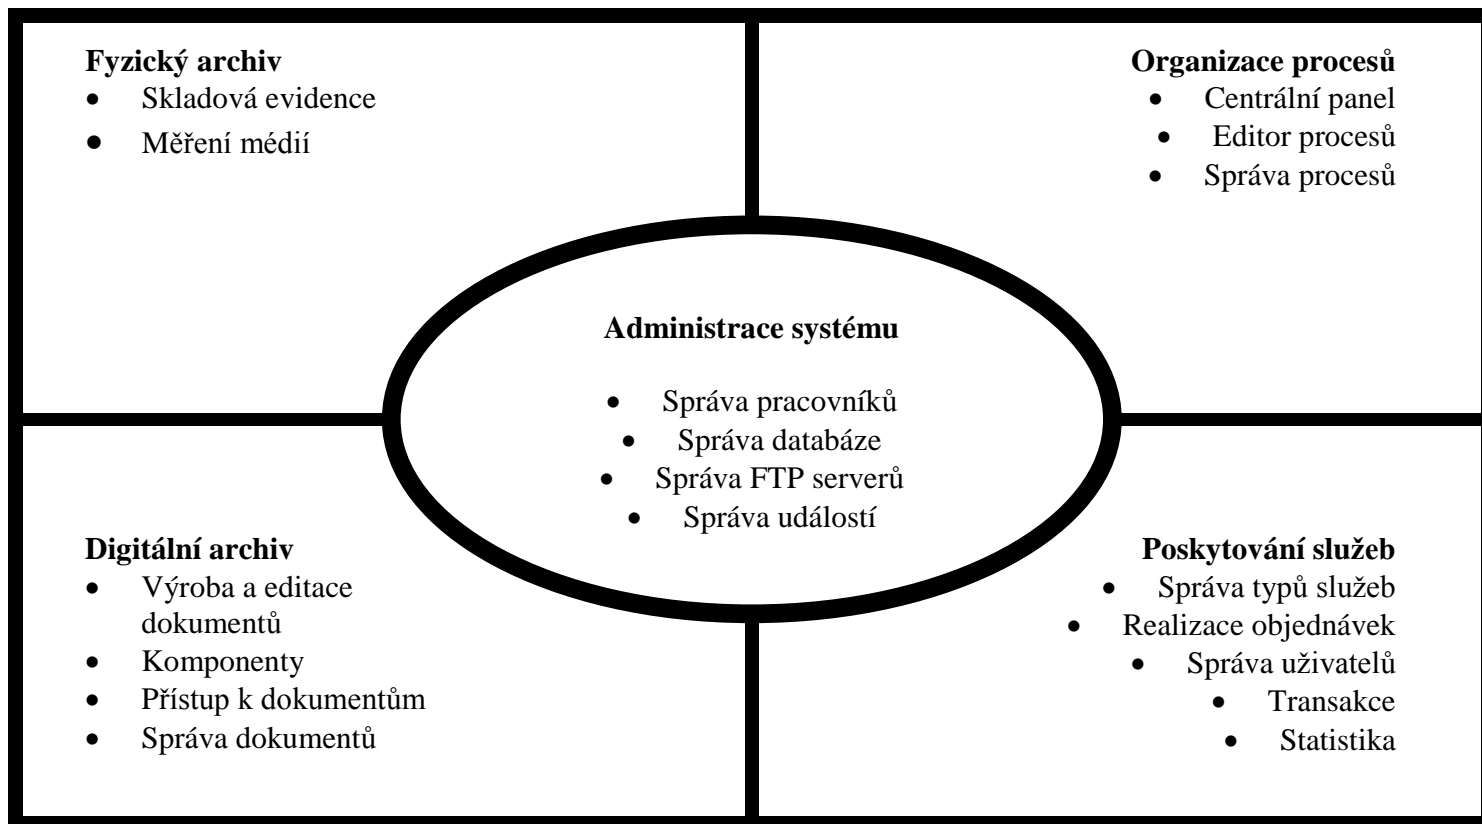 Fyzický archiv
• Skladová evidence
• Měření médií
Organizace procesů
• Centrální panel
• Editor procesů
• Správa procesů
Administrace systému
• Správa pracovníků
• Správa databáze
• Správa FTP serverů
• Správa událostí
Digitální archiv
• Výroba a editace
dokumentů
• Komponenty
• Přístup k dokumentům
• Správa dokumentů
Poskytování služeb
• Správa typů služeb
• Realizace objednávek
• Správa uživatelů
• Transakce
• Statistika